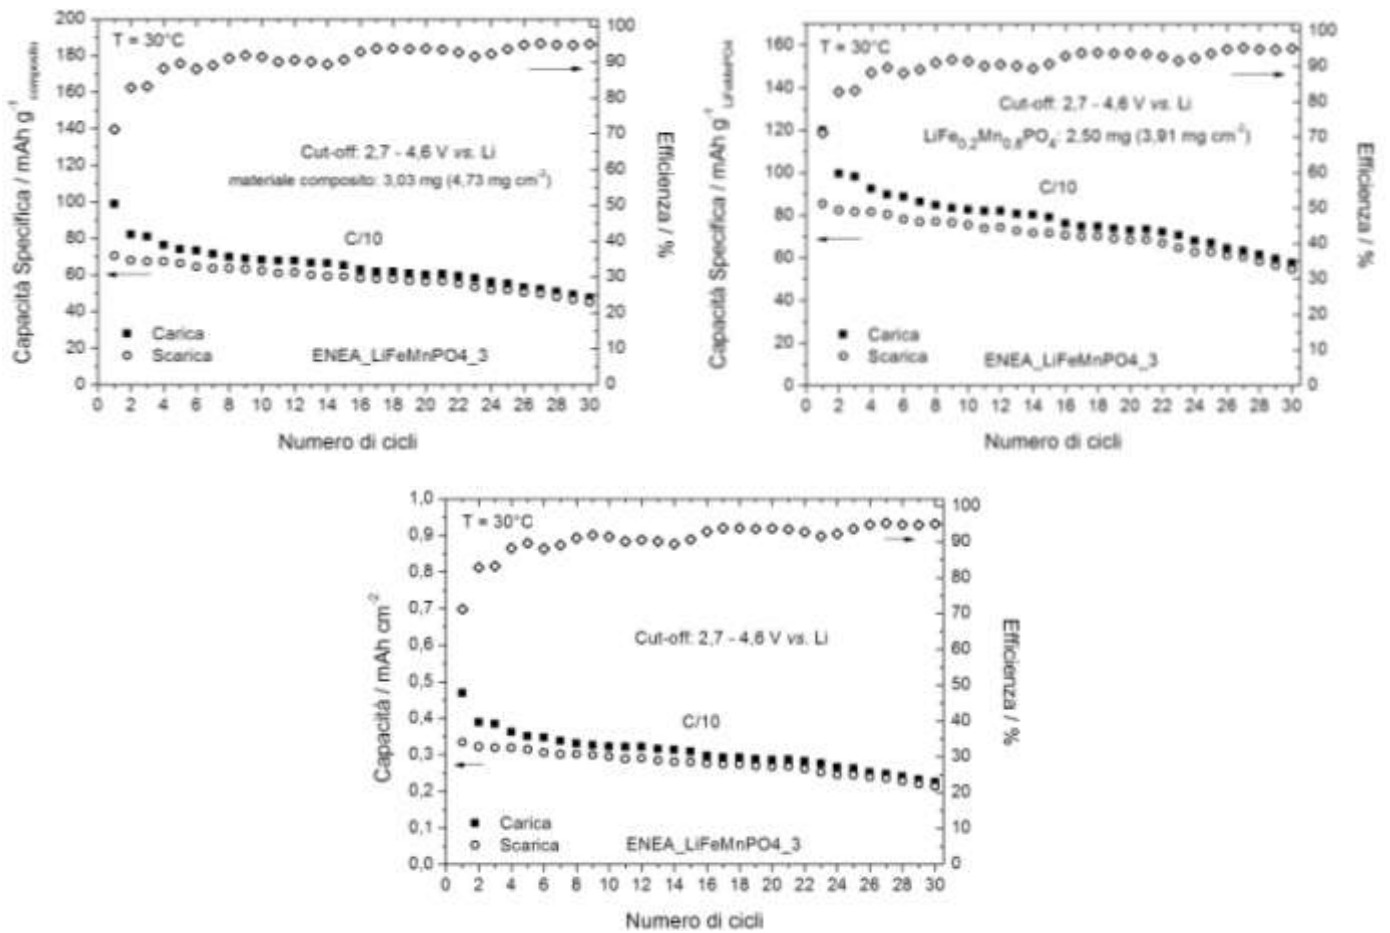 T = 30°C
Cut-off: 2,7 - 4,6 V vs. Li
materiale composito: 3,03 mg (4,73 mg cm⁻²)
C/10
Carica
Scarica
ENEA_LiFeMnPO4_3
Capacità Specifica / mAh g⁻¹ composito
200
180
160
140
120
100
80
60
40
20
0
Efficienza / %
100
90
80
70
60
50
40
30
20
10
0
0 2 4 6 8 10 12 14 16 18 20 22 24 26 28 30
Numero di cicli
T = 30°C
Cut-off: 2,7 - 4,6 V vs. Li
LiFe₀,₂Mn₀,₈PO₄: 2,50 mg (3,91 mg cm⁻²)
C/10
Carica
Scarica
ENEA_LiFeMnPO4_3
Capacità Specifica / mAh g⁻¹ LiFeMnPO4
160
140
120
100
80
60
40
20
0
Efficienza / %
100
90
80
70
60
50
40
30
20
10
0
0 2 4 6 8 10 12 14 16 18 20 22 24 26 28 30
Numero di cicli
T = 30°C
Cut-off: 2,7 - 4,6 V vs. Li
C/10
Carica
Scarica
ENEA_LiFeMnPO4_3
Capacità / mAh cm⁻²
1,0
0,9
0,8
0,7
0,6
0,5
0,4
0,3
0,2
0,1
0,0
Efficienza / %
100
90
80
70
60
50
40
30
20
10
0
0 2 4 6 8 10 12 14 16 18 20 22 24 26 28 30
Numero di cicli